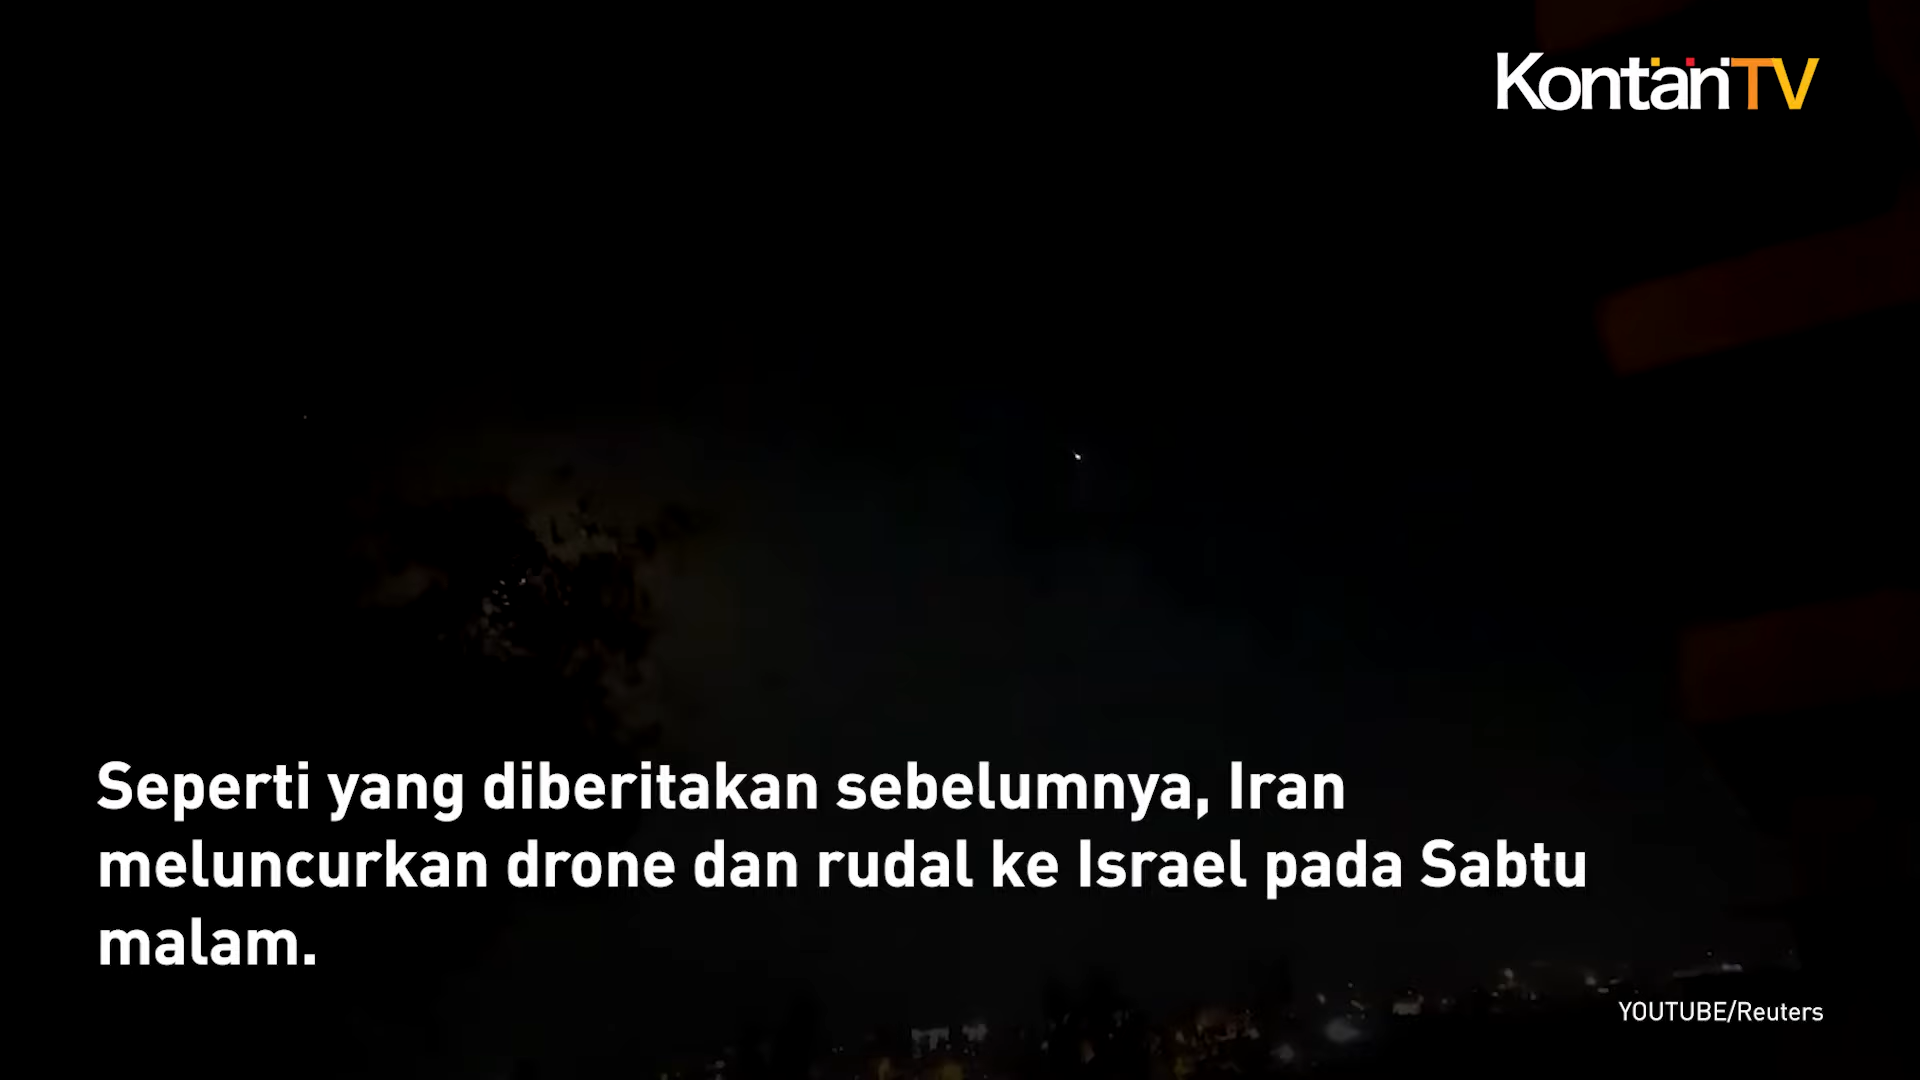 KontanTV
Seperti yang diberitakan sebelumnya, Iran
meluncurkan drone dan rudal ke Israel pada Sabtu
malam.
YOUTUBE/Reuters